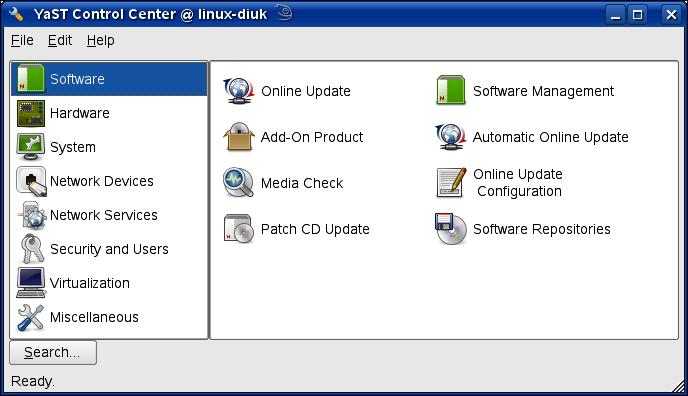 YaST Control Center @ linux-diuk
File Edit Help
Software
Hardware
System
Network Devices
Network Services
Security and Users
Virtualization
Miscellaneous
Online Update
Software Management
Add-On Product
Automatic Online Update
Media Check
Online Update
Configuration
Patch CD Update
Software Repositories
Search...
Ready.